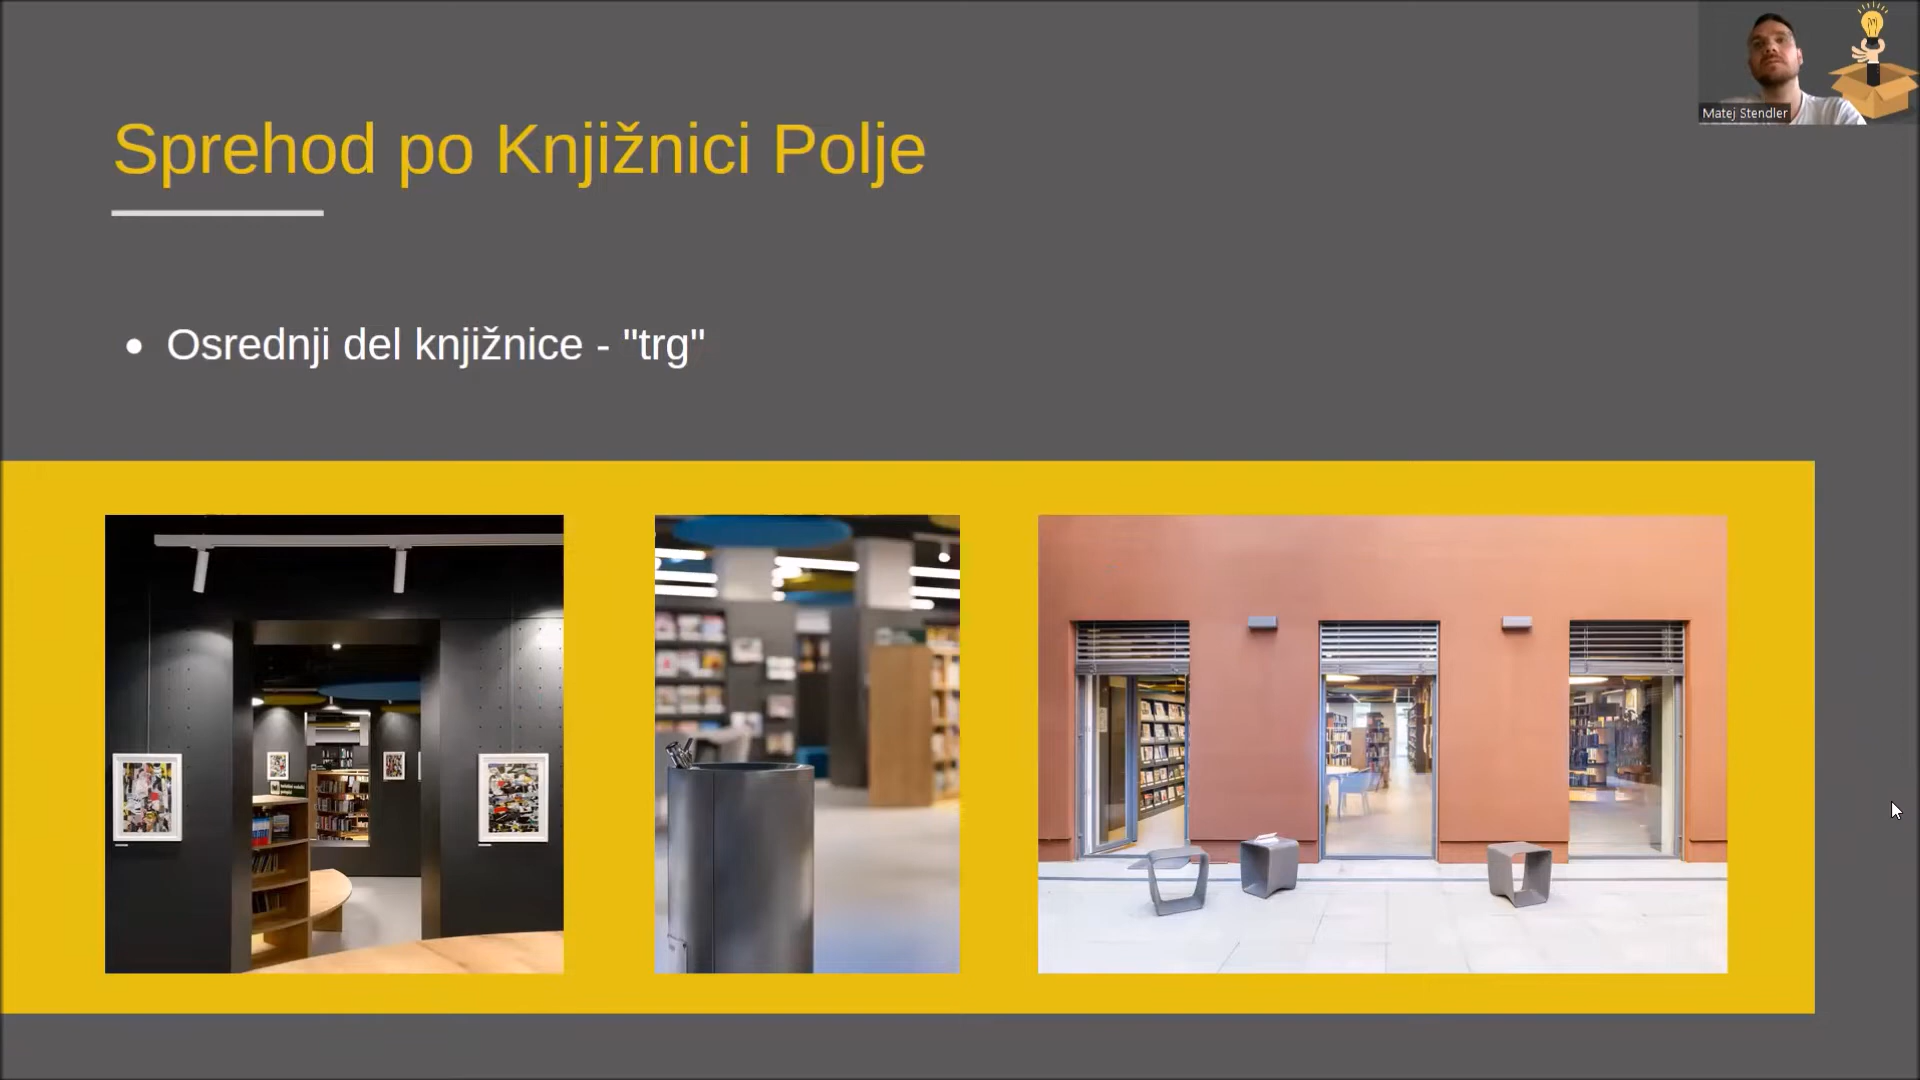 Matej Stendler
Sprehod po Knjižnici Polje
• Osrednji del knjižnice - "trg"